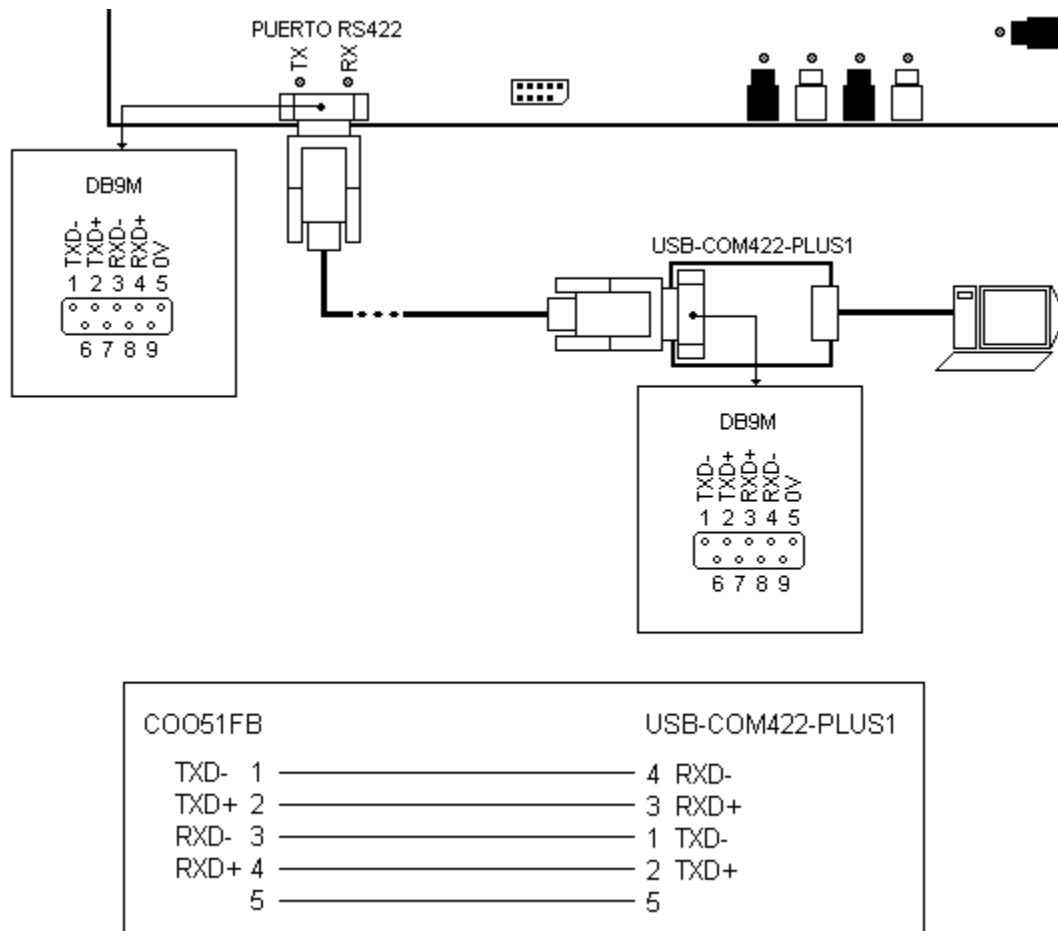 PUERTO RS422
TX RX
DB9M
TXD- TXD+ RXD- RXD+ 0V
1 2 3 4 5
6 7 8 9
USB-COM422-PLUS1
DB9M
TXD- TXD+ RXD+ RXD- 0V
1 2 3 4 5
6 7 8 9
COO51FB USB-COM422-PLUS1
TXD- 1 4 RXD-
TXD+ 2 3 RXD+
RXD- 3 1 TXD-
RXD+ 4 2 TXD+
5 5